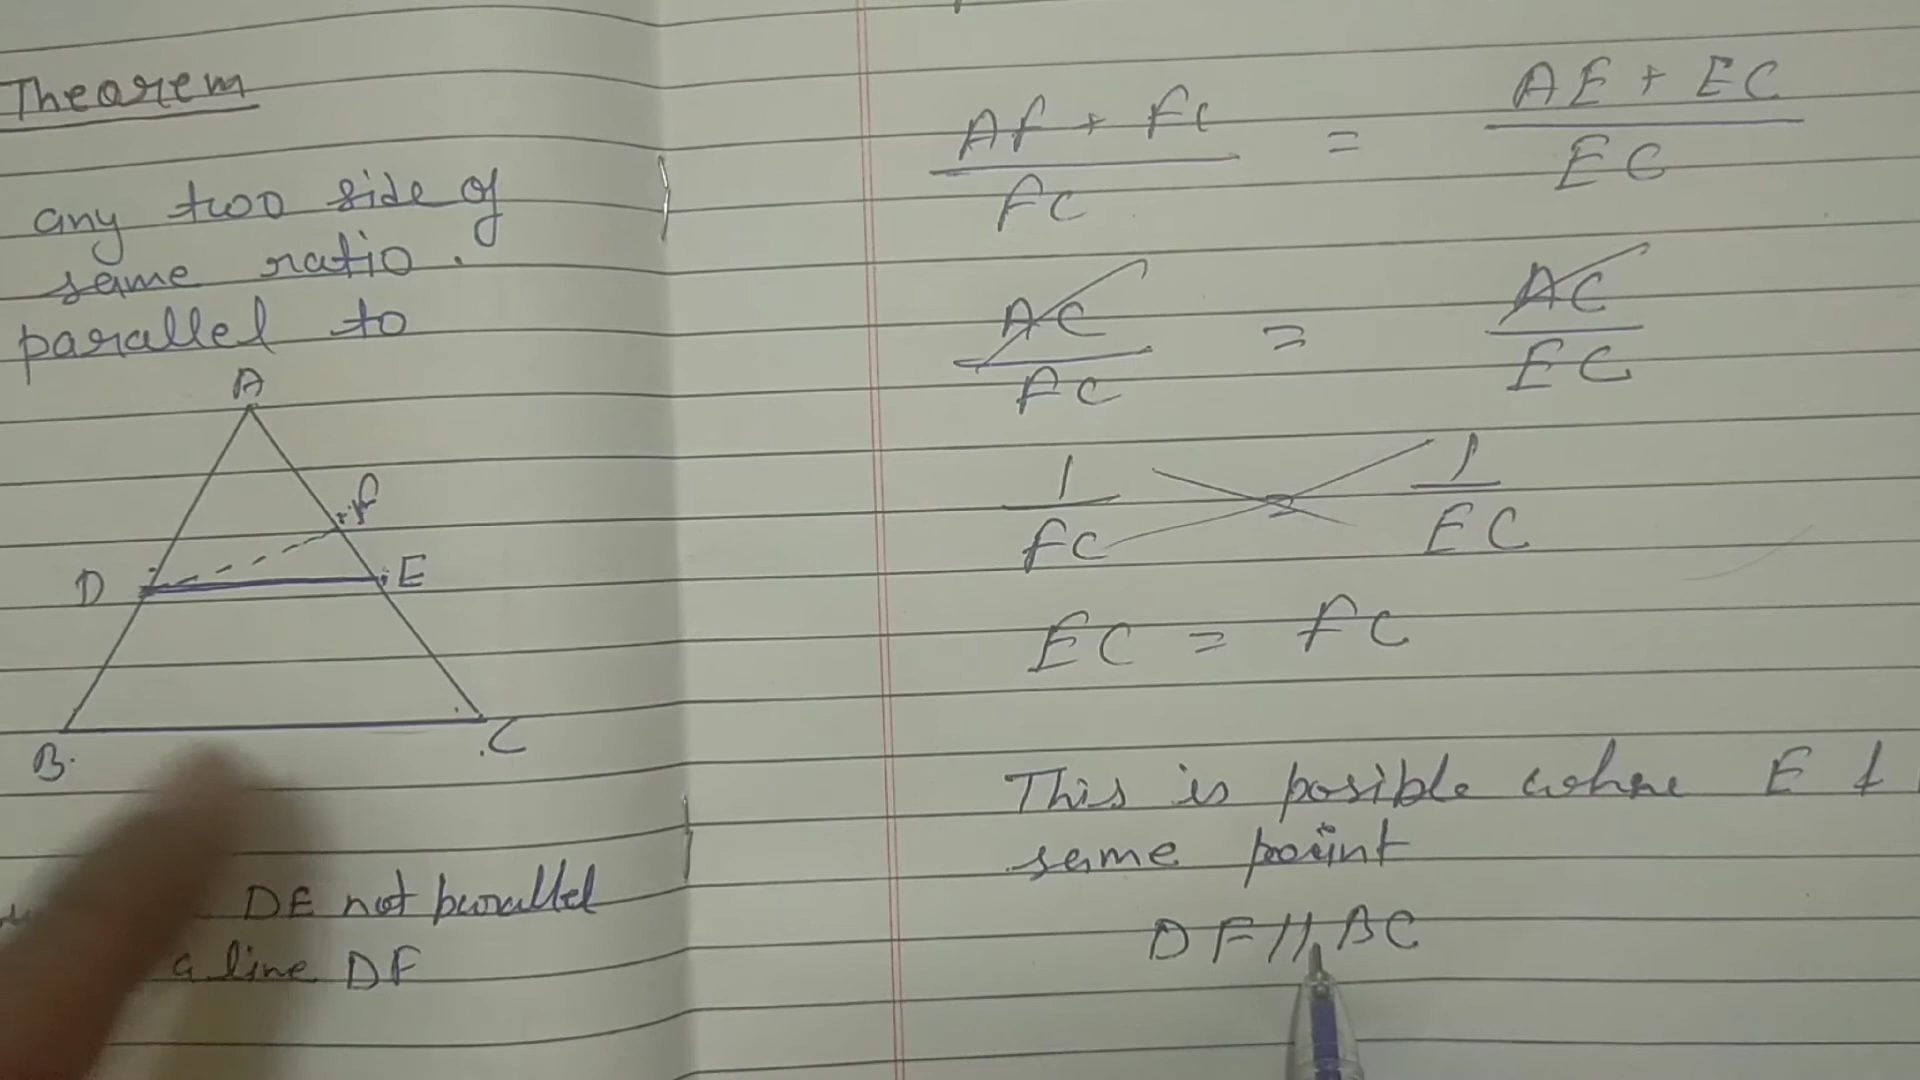 Theorem
any two side of
same ratio.
parallel to
A
F
D
E
B
C
DE not parallel
a line DF
AF + FC = AE + EC
FC EC
AC = AC
FC EC
1 = 1
FC EC
EC = FC
This is posible E &
same point
DF // BC